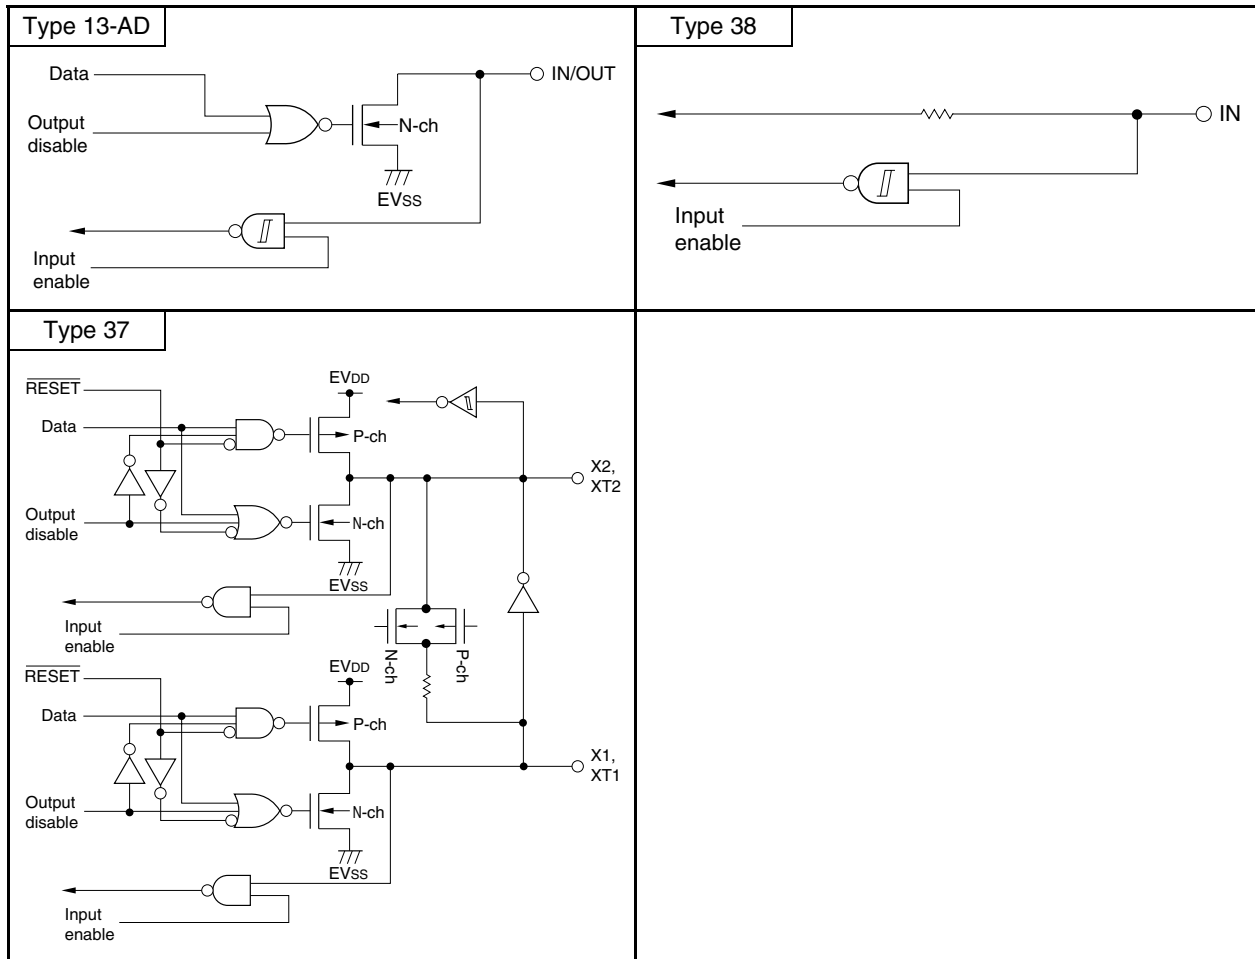 Type 13-AD
Data
IN/OUT
Output
disable
N-ch
EVSS
Input
enable
Type 38
IN
Input
enable
Type 37
RESET
EVDD
Data
P-ch
X2,
XT2
Output
disable
N-ch
EVSS
Input
enable
N-ch
P-ch
RESET
EVDD
Data
P-ch
X1,
XT1
Output
disable
N-ch
EVSS
Input
enable